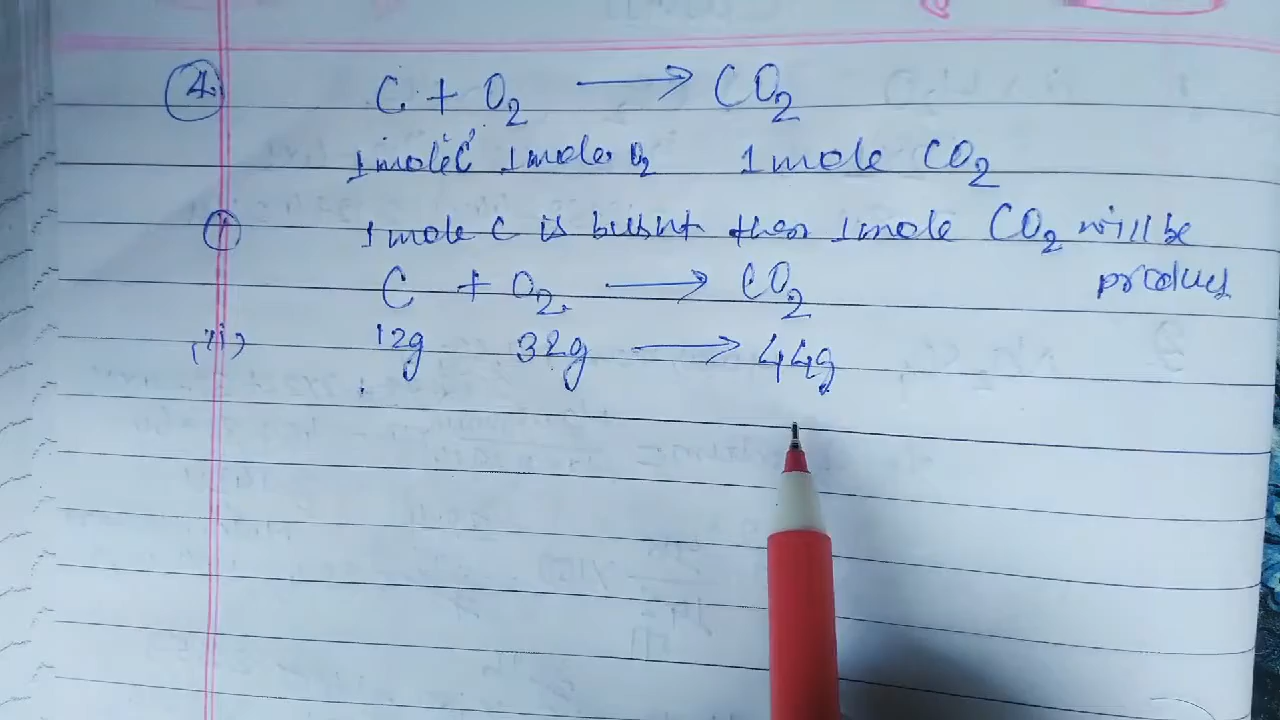 4. C + O2 → CO2
1 mole C 1 mole O2 1 mole CO2
1 mole C is burnt then 1 mole CO2 will be
produced
C + O2 → CO2
(ii) 12g 32g → 44g